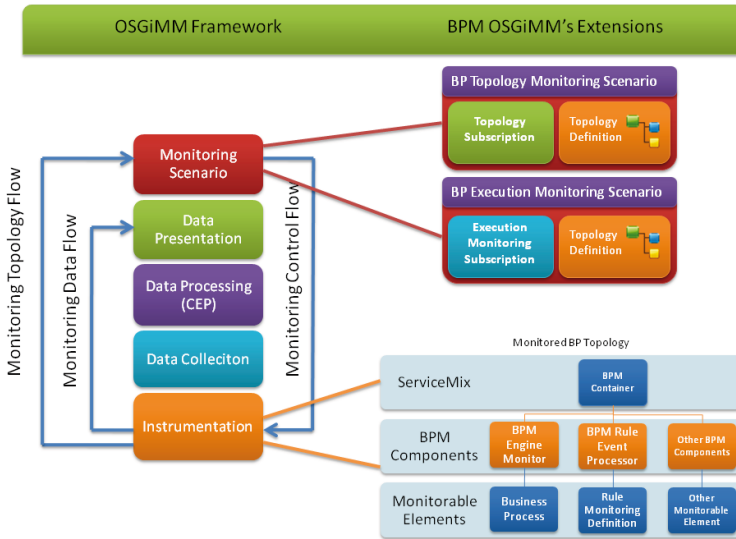 OSGiMM Framework
BPM OSGiMM's Extensions
Monitoring Topology Flow
Monitoring Data Flow
Monitoring
Scenario
Data
Presentation
Data Processing
(CEP)
Data Colleciton
Instrumentation
Monitoring Control Flow
BP Topology Monitoring Scenario
Topology
Subscription
Topology
Definition
BP Execution Monitoring Scenario
Execution
Monitoring
Subscription
Topology
Definition
Monitored BP Topology
ServiceMix
BPM
Container
BPM
Components
BPM
Engine
Monitor
BPM Rule
Event
Processor
Other BPM
Components
Monitorable
Elements
Business
Process
Rule
Monitoring
Definition
Other
Monitorable
Element